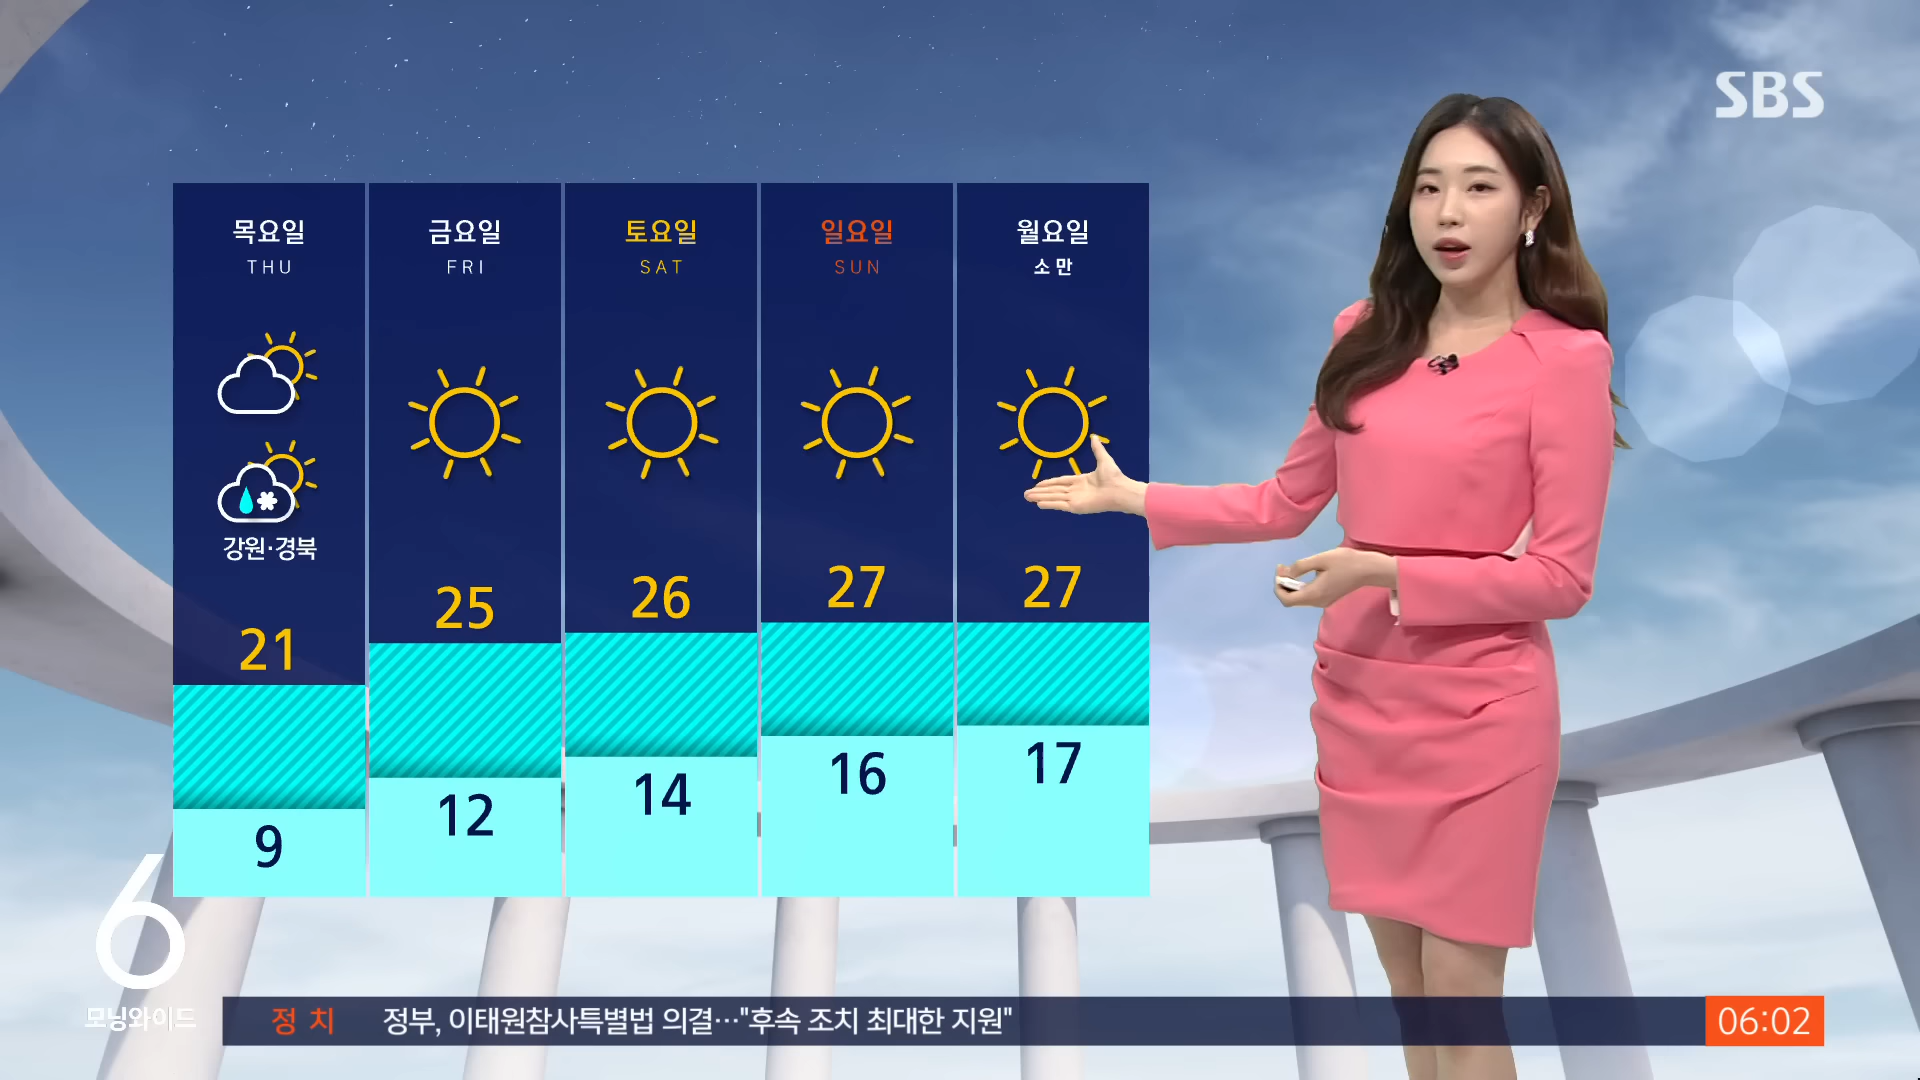 SBS
목요일
THU
강원·경북
21
9
금요일
FRI
25
12
토요일
SAT
26
14
일요일
SUN
27
16
월요일
소만
27
17
6
모닝와이드
정치 정부, 이태원참사특별법 의결…"후속 조치 최대한 지원"
06:02